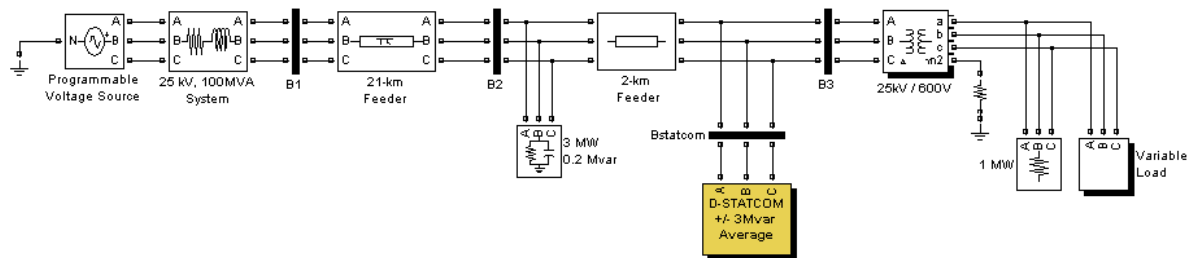 N
A
B
C
Programmable
Voltage Source
A
B
C
A
B
C
25 kV, 100MVA
System
B1
A
B
C
A
B
C
21-km
Feeder
B2
A B C
3 MW
0.2 Mvar
2-km
Feeder
Bstatcom
A B C
D-STATCOM
+/- 3Mvar
Average
B3
A
B
C
a
b
c
n2
25kV / 600V
A B C
1 MW
A B C
Variable
Load